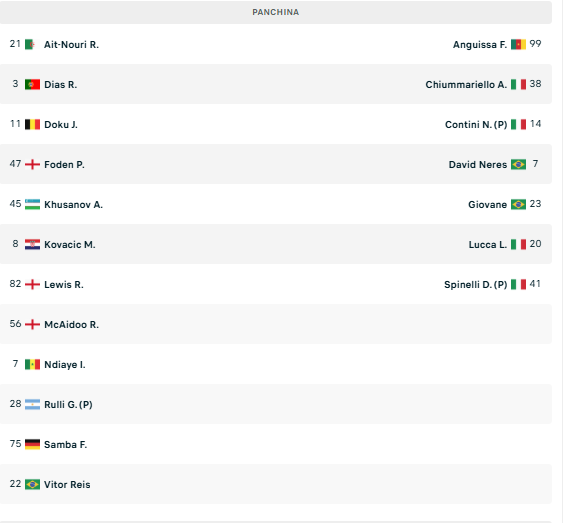 PANCHINA
21 Ait-Nouri R. Anguissa F. 99
3 Dias R. Chiummariello A. 38
11 Doku J. Contini N. (P) 14
47 Foden P. David Neres 7
45 Khusanov A. Giovane 23
8 Kovacic M. Lucca L. 20
82 Lewis R. Spinelli D. (P) 41
56 McAidoo R.
7 Ndiaye I.
28 Rulli G. (P)
75 Samba F.
22 Vitor Reis